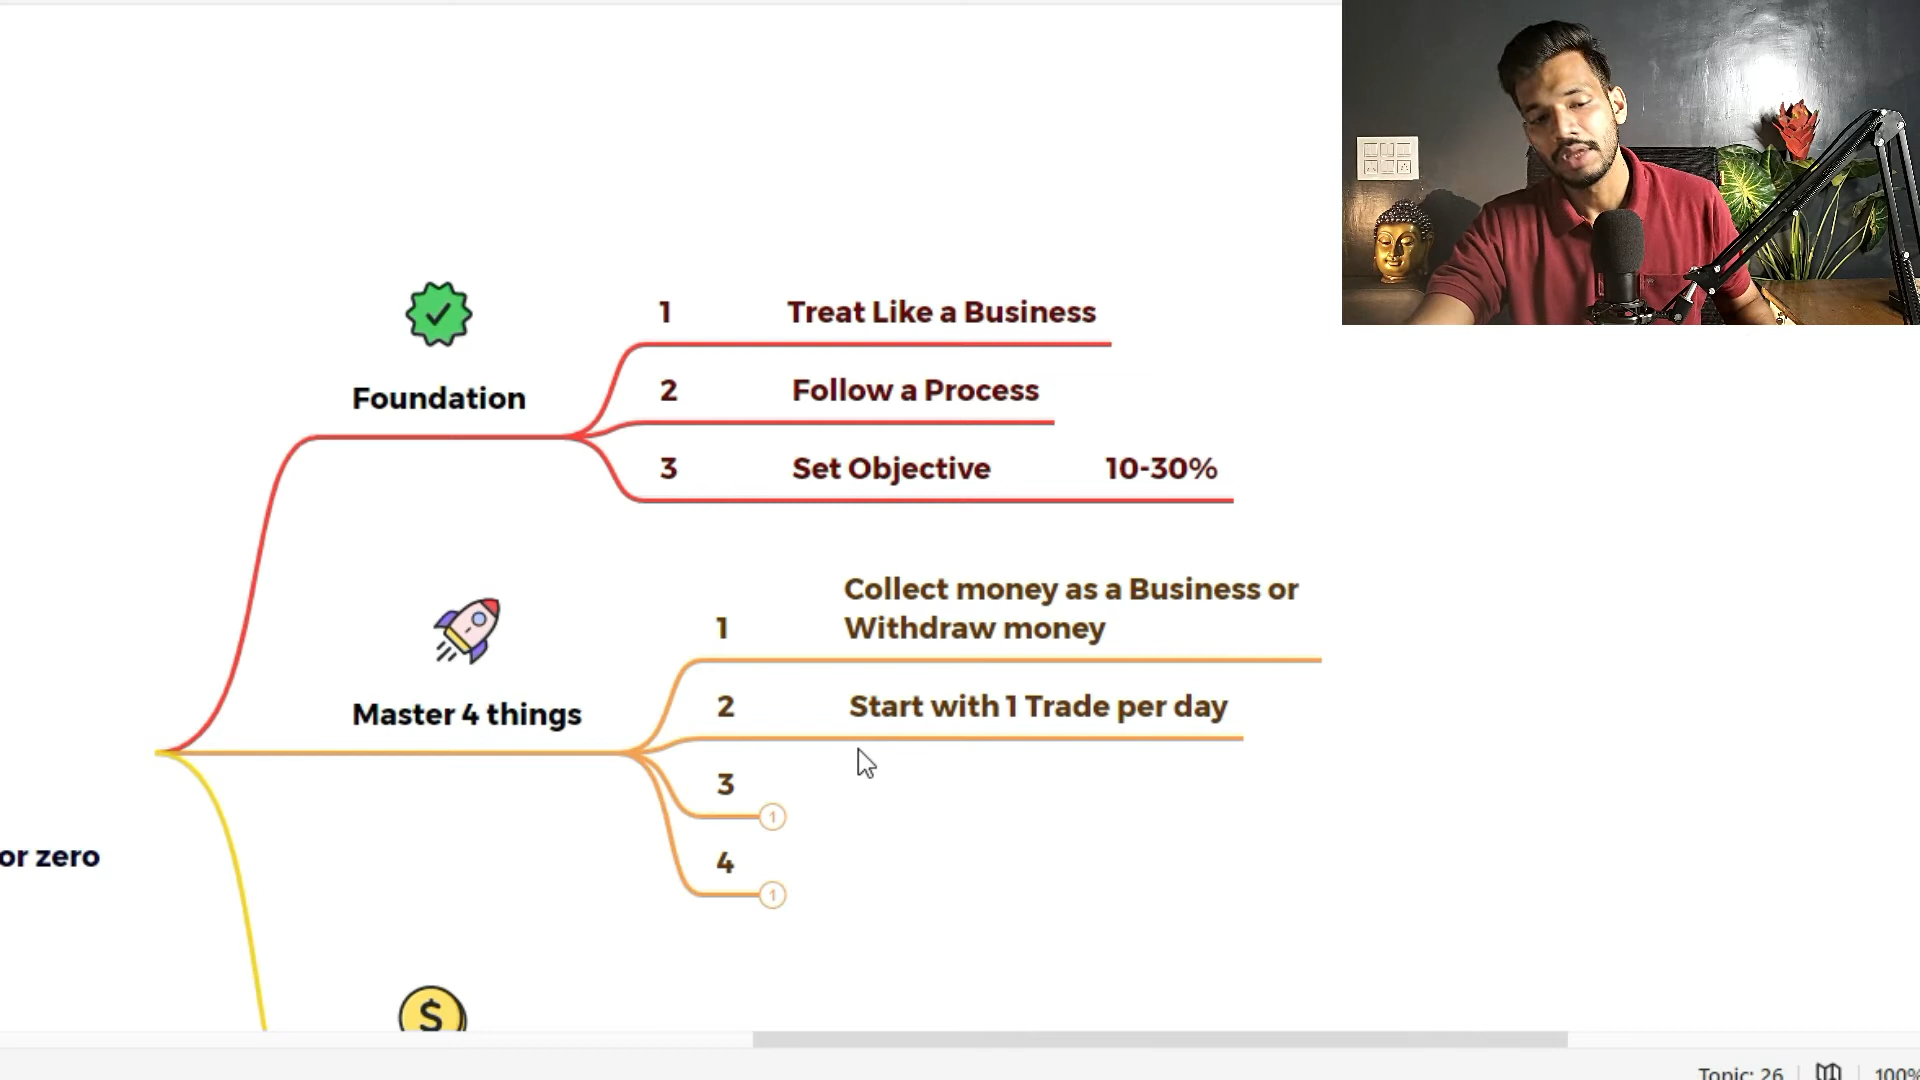 1 Treat Like a Business
Foundation
2 Follow a Process
3 Set Objective 10-30%
Collect money as a Business or
1 Withdraw money
Master 4 things
2 Start with 1 Trade per day
3
1
4
1
or zero
$
Topic: 26
100%